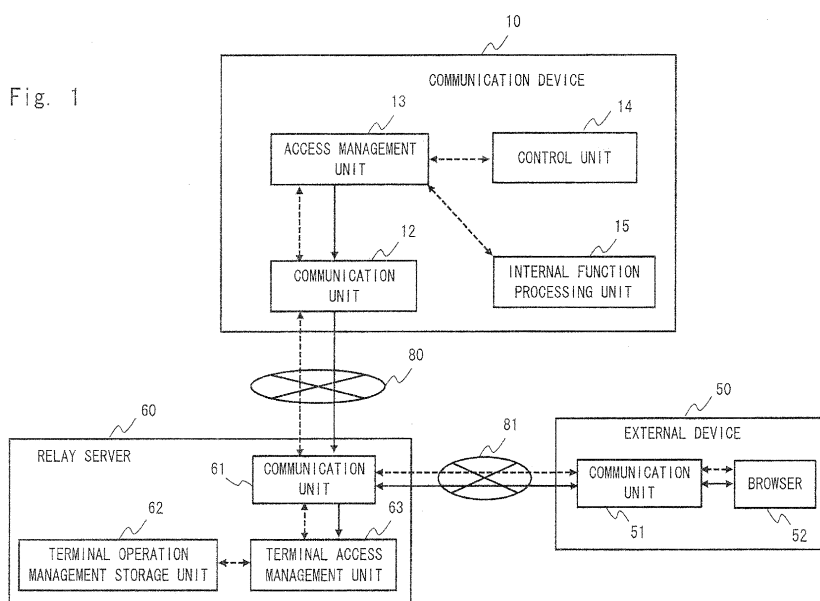 Fig. 1
10
COMMUNICATION DEVICE
13
ACCESS MANAGEMENT
UNIT
14
CONTROL UNIT
12
COMMUNICATION
UNIT
15
INTERNAL FUNCTION
PROCESSING UNIT
80
60
RELAY SERVER
61
COMMUNICATION
UNIT
81
50
EXTERNAL DEVICE
COMMUNICATION
UNIT
51
BROWSER
52
62
TERMINAL OPERATION
MANAGEMENT STORAGE UNIT
63
TERMINAL ACCESS
MANAGEMENT UNIT